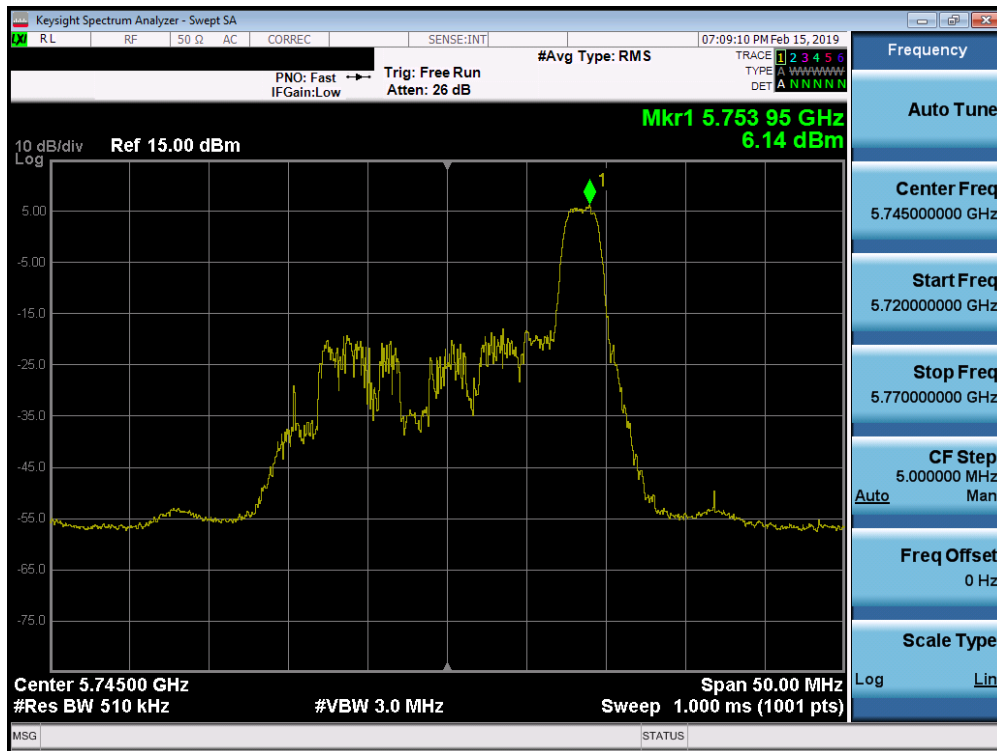 Keysight Spectrum Analyzer - Swept SA
LXI RL RF 50 Ω AC CORREC SENSE:INT 07:09:10 PM Feb 15, 2019
#Avg Type: RMS
TRACE 1 2 3 4 5 6
PNO: Fast
Trig: Free Run
TYPE A WWWWW
IFGain:Low
Atten: 26 dB
DET A N N N N N
Mkr1 5.753 95 GHz
6.14 dBm
10 dB/div Ref 15.00 dBm
Log
1
5.00
-5.00
-15.0
-25.0
-35.0
-45.0
-55.0
-65.0
-75.0
Center 5.74500 GHz Span 50.00 MHz
#Res BW 510 kHz #VBW 3.0 MHz Sweep 1.000 ms (1001 pts)
MSG STATUS
Frequency
Auto Tune
Center Freq
5.745000000 GHz
Start Freq
5.720000000 GHz
Stop Freq
5.770000000 GHz
CF Step
5.000000 MHz
Auto Man
Freq Offset
0 Hz
Scale Type
Log Lin